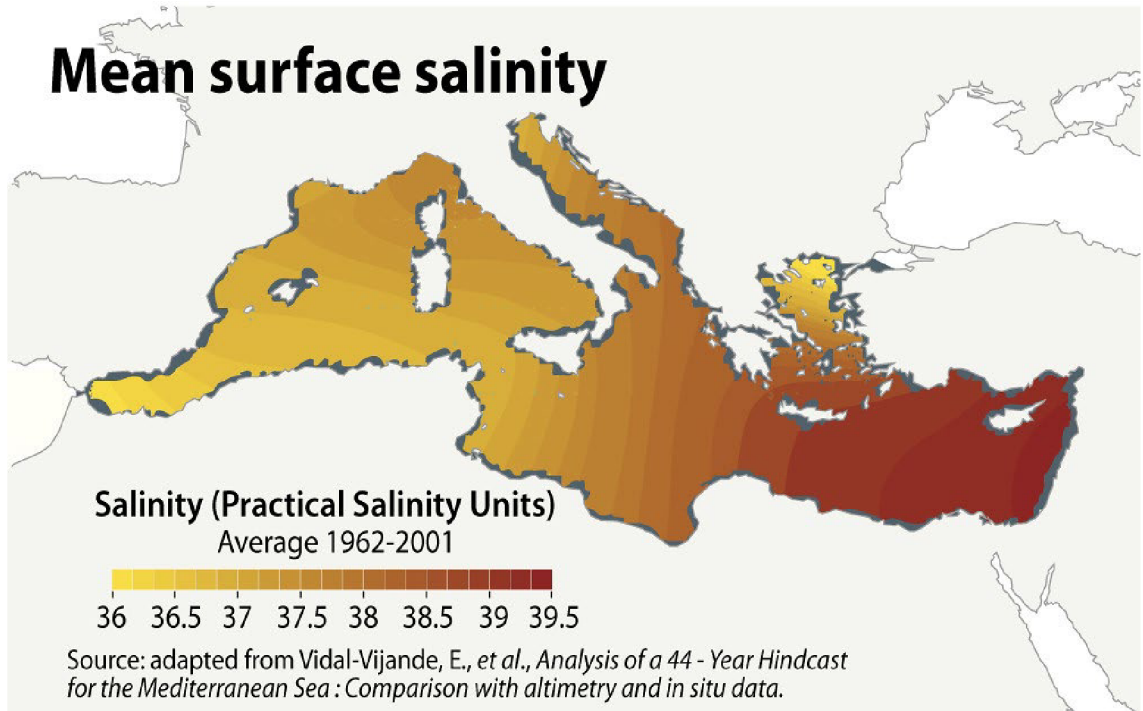 Mean surface salinity
Salinity (Practical Salinity Units)
Average 1962-2001
36 36.5 37 37.5 38 38.5 39 39.5
Source: adapted from Vidal-Vijande, E., et al., Analysis of a 44 - Year Hindcast
for the Mediterranean Sea : Comparison with altimetry and in situ data.